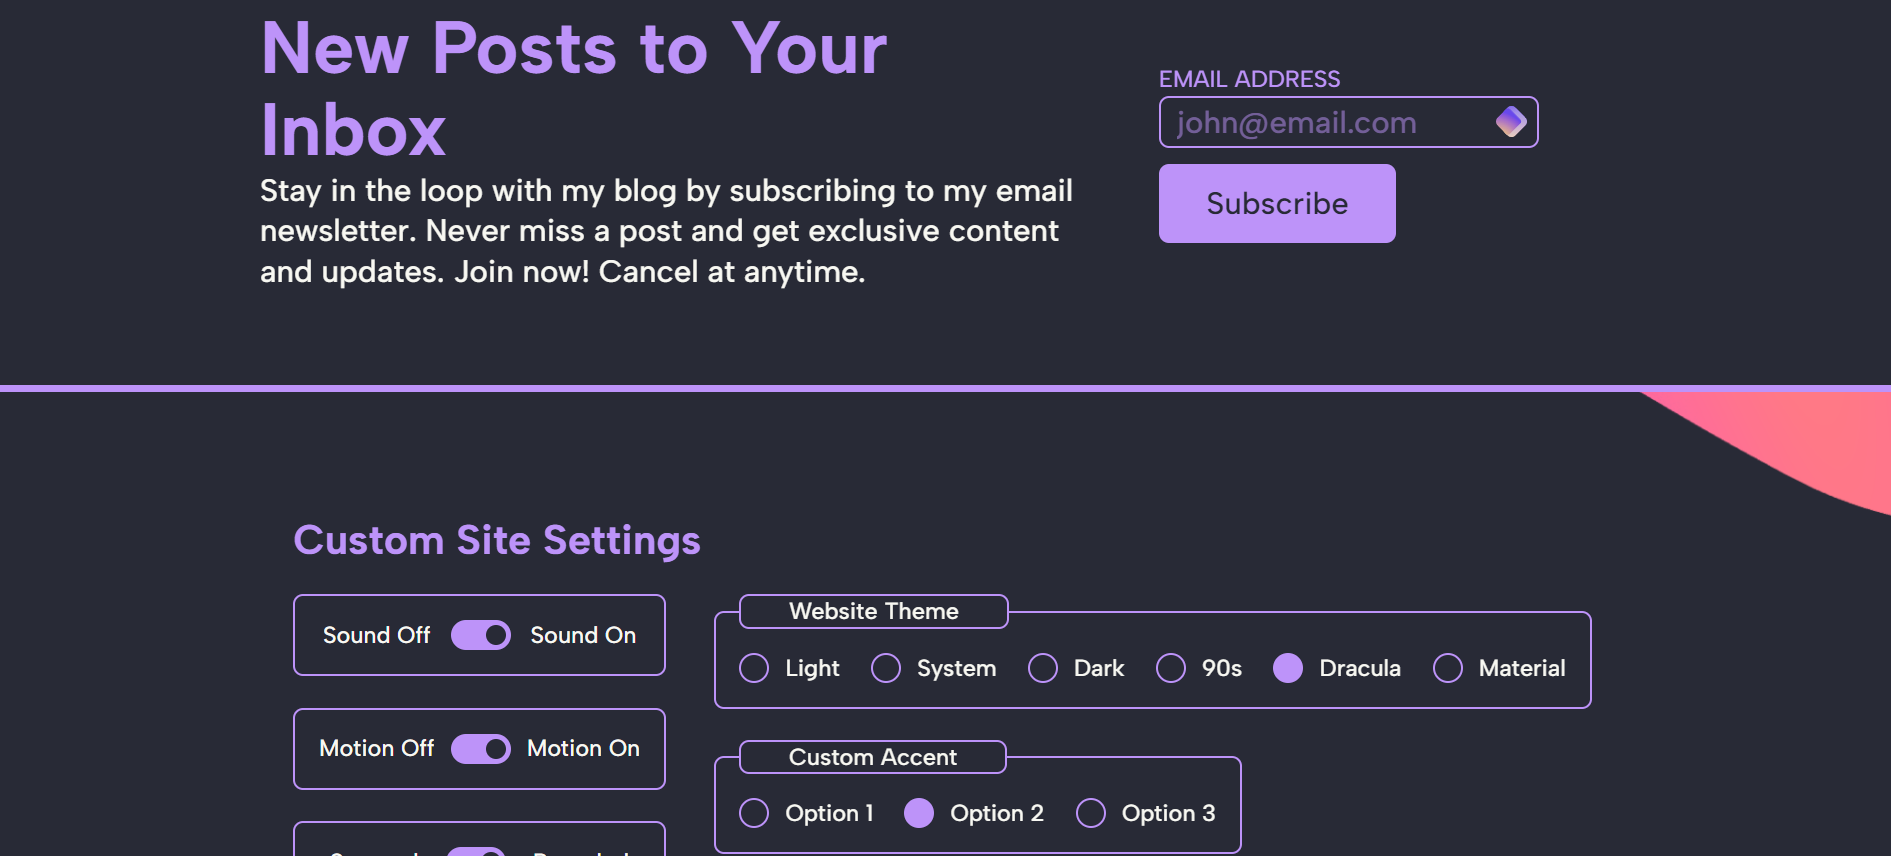 New Posts to Your
Inbox
Stay in the loop with my blog by subscribing to my email
newsletter. Never miss a post and get exclusive content
and updates. Join now! Cancel at anytime.
EMAIL ADDRESS
john@email.com
Subscribe
Custom Site Settings
Sound Off Sound On
Motion Off Motion On
Website Theme
Light System Dark 90s Dracula Material
Custom Accent
Option 1 Option 2 Option 3